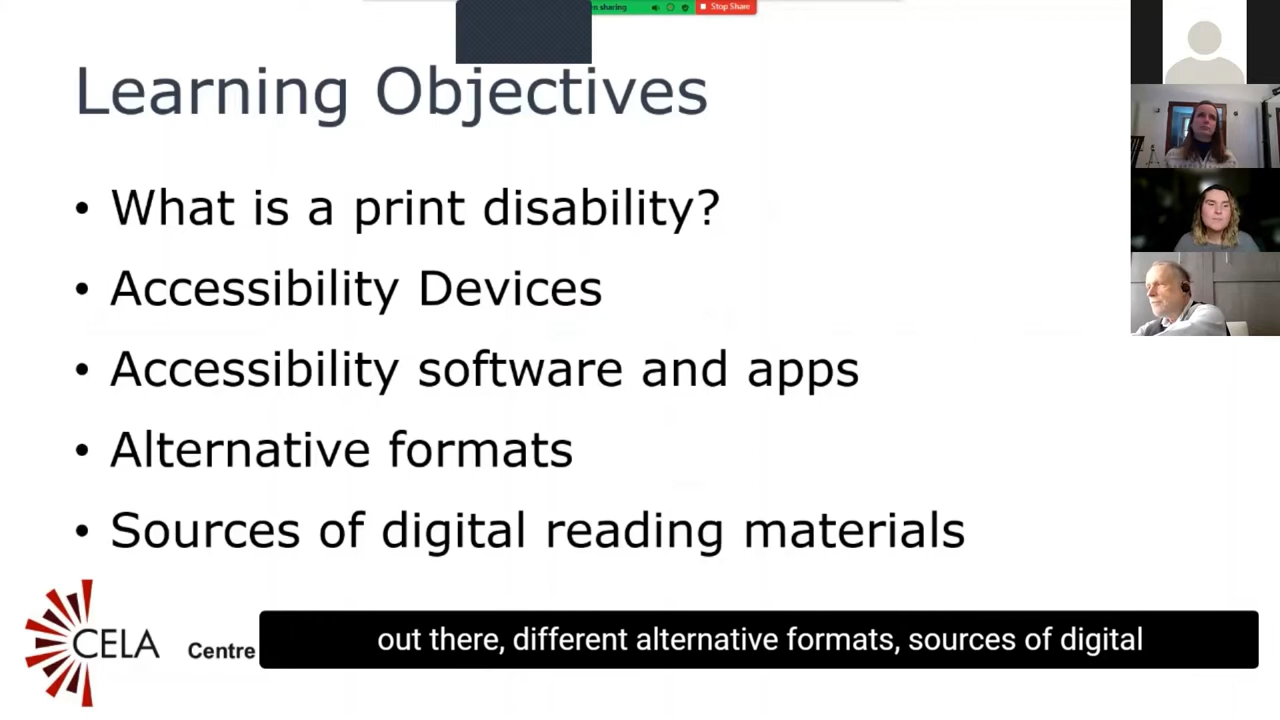 n sharing
Stop Share
Learning Objectives
• What is a print disability?
• Accessibility Devices
• Accessibility software and apps
• Alternative formats
• Sources of digital reading materials
CELA
Centre
out there, different alternative formats, sources of digital